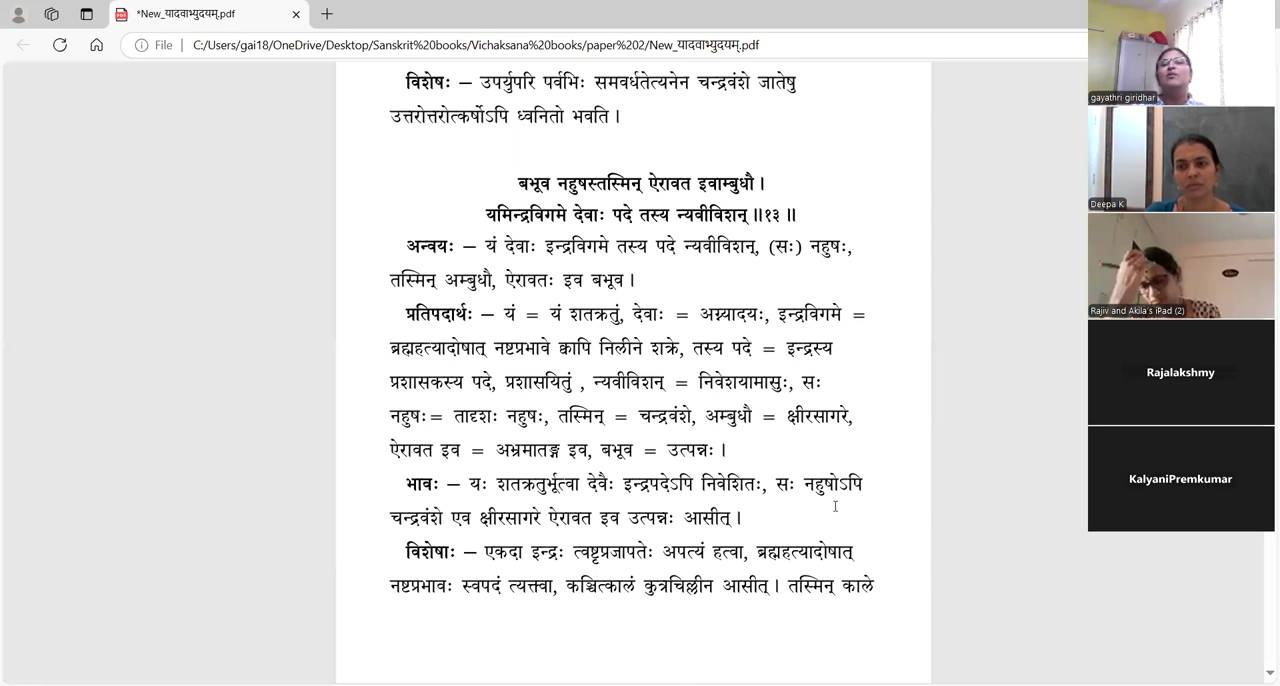 *New_यादवाभ्युदयम्.pdf
File C:/Users/gai18/OneDrive/Desktop/Sanskrit%20books/Vichaksana%20books/paper%202/New_यादवाभ्युदयम्.pdf
विशेषः – उपर्युपरि पर्वभिः समवर्धतेत्यनेन चन्द्रवंशे जातेषु
उत्तरोत्तरोत्कर्षोऽपि ध्वनितो भवति ।
बभूव नहुषस्तस्मिन् ऐरावत इवाम्बुधौ ।
यमिन्द्रविगमे देवाः पदे तस्य न्यवीविशन् ॥१३ ॥
अन्वयः – यं देवाः इन्द्रविगमे तस्य पदे न्यवीविशन्, (सः) नहुषः,
तस्मिन् अम्बुधौ, ऐरावतः इव बभूव ।
प्रतिपदार्थः – यं = यं शतक्रतुं, देवाः = अग्न्यादयः, इन्द्रविगमे =
ब्रह्महत्यादोषात् नष्टप्रभावे क्वापि निलीने शक्रे, तस्य पदे = इन्द्रस्य
प्रशासकस्य पदे, प्रशासयितुं , न्यवीविशन् = निवेशयामासुः, सः
नहुषः= तादृशः नहुषः, तस्मिन् = चन्द्रवंशे, अम्बुधौ = क्षीरसागरे,
ऐरावत इव = अभ्रमातङ्ग इव, बभूव = उत्पन्नः ।
भावः – यः शतक्रतुर्भूत्वा देवैः इन्द्रपदेऽपि निवेशितः, सः नहुषोऽपि
चन्द्रवंशे एव क्षीरसागरे ऐरावत इव उत्पन्नः आसीत् ।
विशेषाः – एकदा इन्द्रः त्वष्टृप्रजापतेः अपत्यं हत्वा, ब्रह्महत्यादोषात्
नष्टप्रभावः स्वपदं त्यक्त्वा, कञ्चित्कालं कुत्रचिल्लीन आसीत् । तस्मिन् काले
gayathri giridhar
Deepa K
Rajiv and Akila's iPad (2)
Rajalakshmy
KalyaniPremkumar